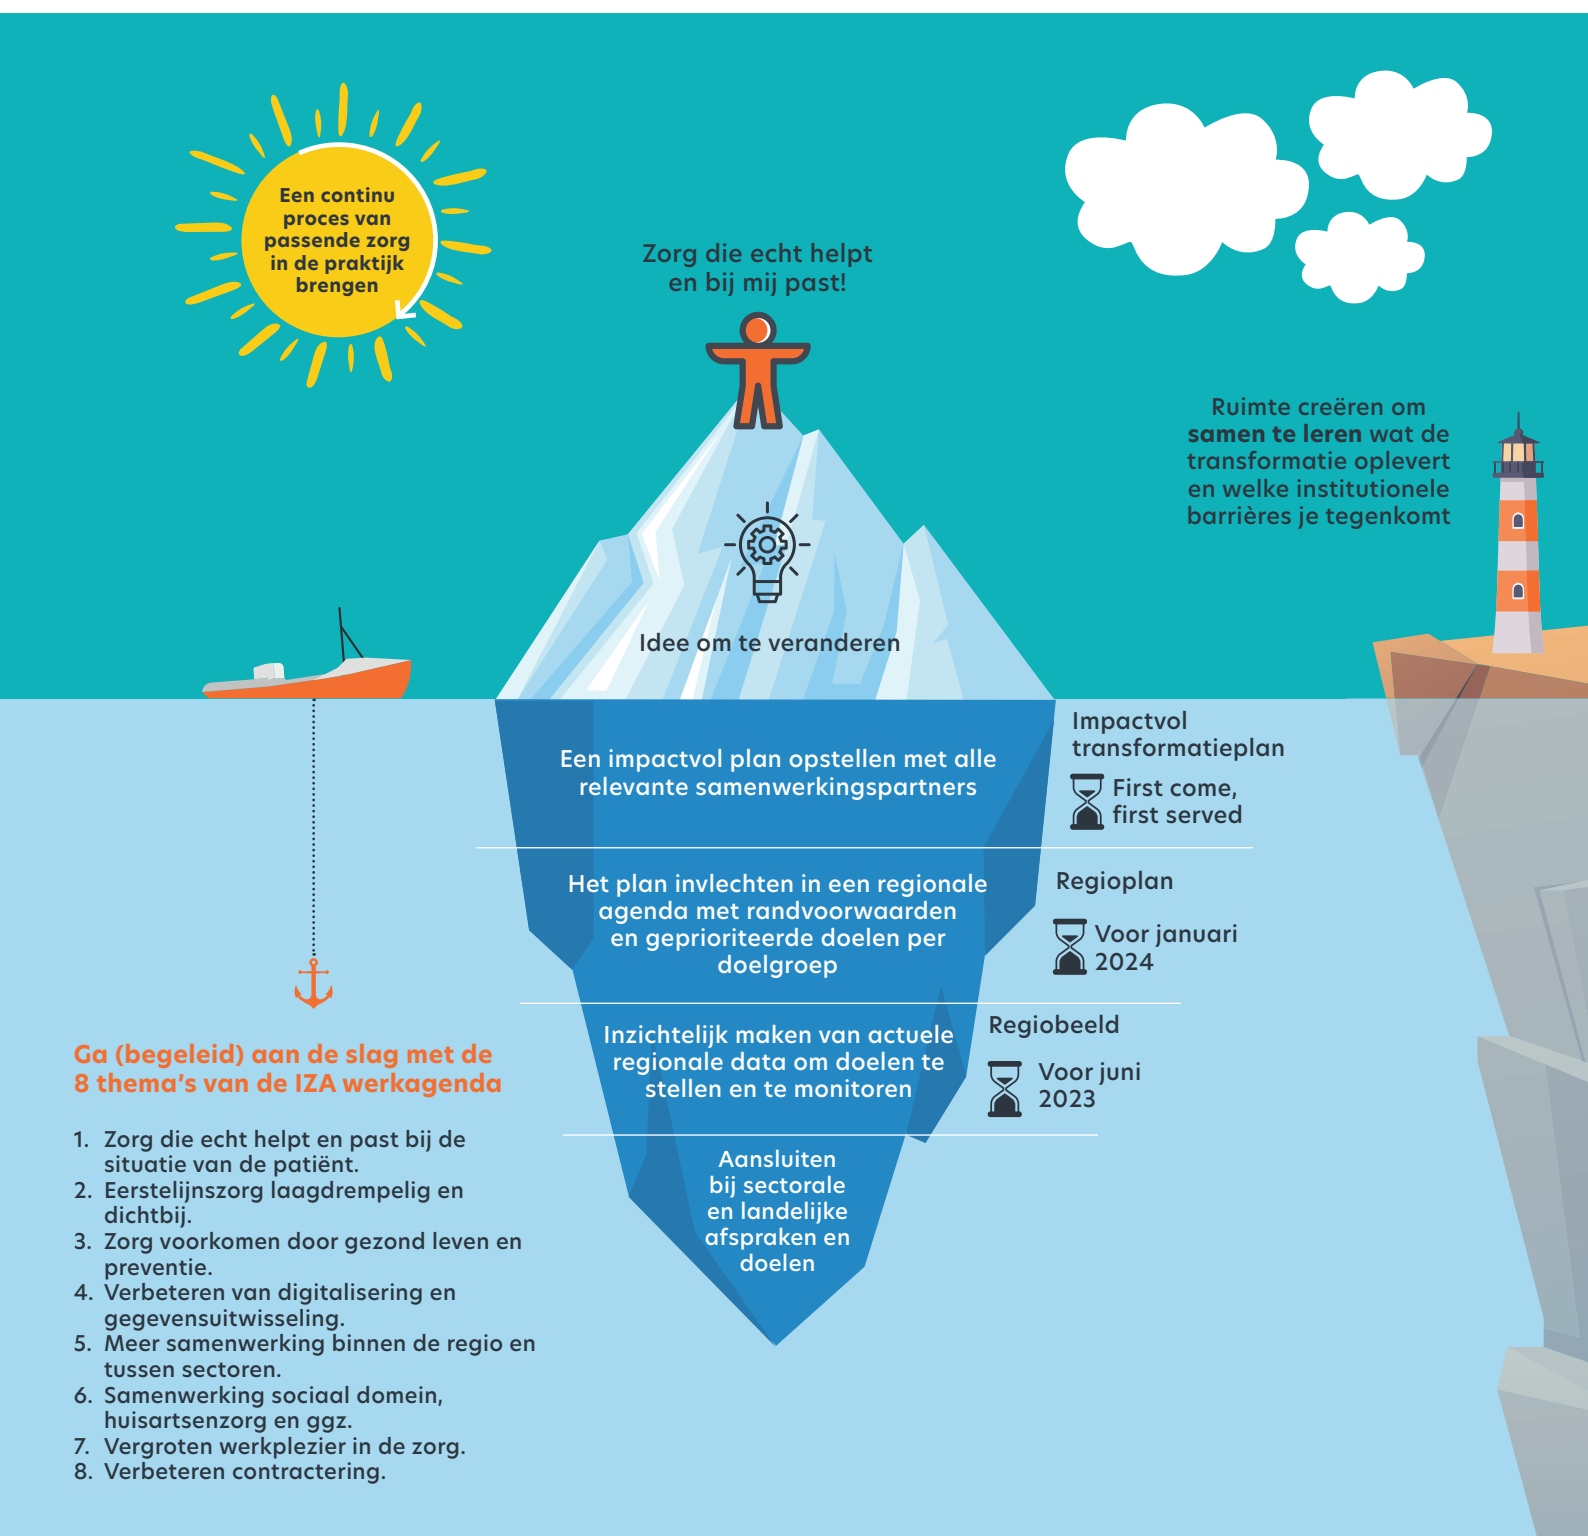 Een continu
proces van
passende zorg
in de praktijk
brengen
Zorg die echt helpt
en bij mij past!
Ruimte creëren om
samen te leren wat de
transformatie oplevert
en welke institutionele
barrières je tegenkomt
Idee om te veranderen
Een impactvol plan opstellen met alle
relevante samenwerkingspartners
Impactvol
transformatieplan
First come,
first served
Het plan invlechten in een regionale
agenda met randvoorwaarden
en geprioriteerde doelen per
doelgroep
Regioplan
Voor januari
2024
Inzichtelijk maken van actuele
regionale data om doelen te
stellen en te monitoren
Regiobeeld
Voor juni
2023
Aansluiten
bij sectorale
en landelijke
afspraken en
doelen
Ga (begeleid) aan de slag met de
8 thema's van de IZA werkagenda
1. Zorg die echt helpt en past bij de
situatie van de patiënt.
2. Eerstelijnszorg laagdrempelig en
dichtbij.
3. Zorg voorkomen door gezond leven en
preventie.
4. Verbeteren van digitalisering en
gegevensuitwisseling.
5. Meer samenwerking binnen de regio en
tussen sectoren.
6. Samenwerking sociaal domein,
huisartsenzorg en ggz.
7. Vergroten werkplezier in de zorg.
8. Verbeteren contractering.